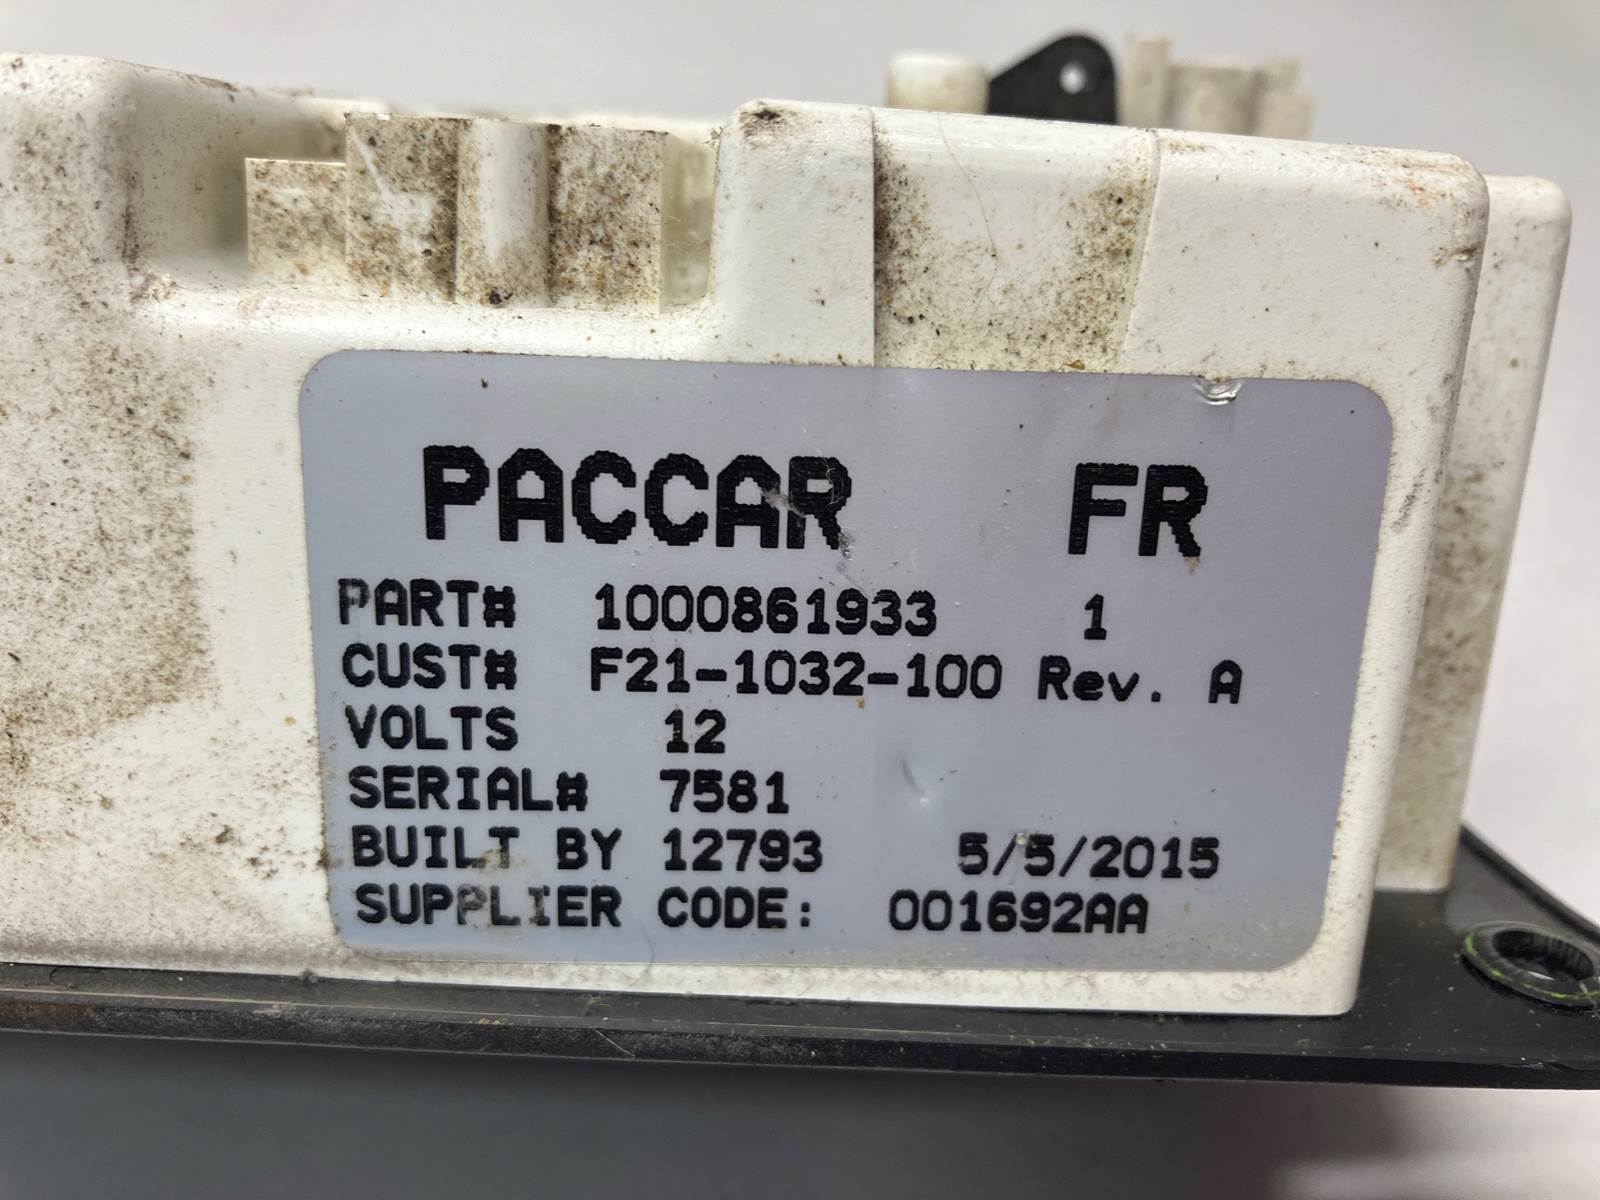 PACCAR FR
PART# 1000861933 1
CUST# F21-1032-100 Rev. A
VOLTS 12
SERIAL# 7581
BUILT BY 12793 5/5/2015
SUPPLIER CODE: 001692AA